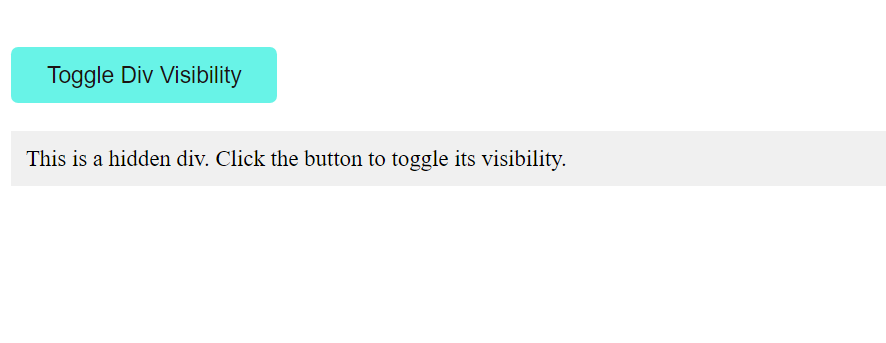 Toggle Div Visibility
This is a hidden div. Click the button to toggle its visibility.